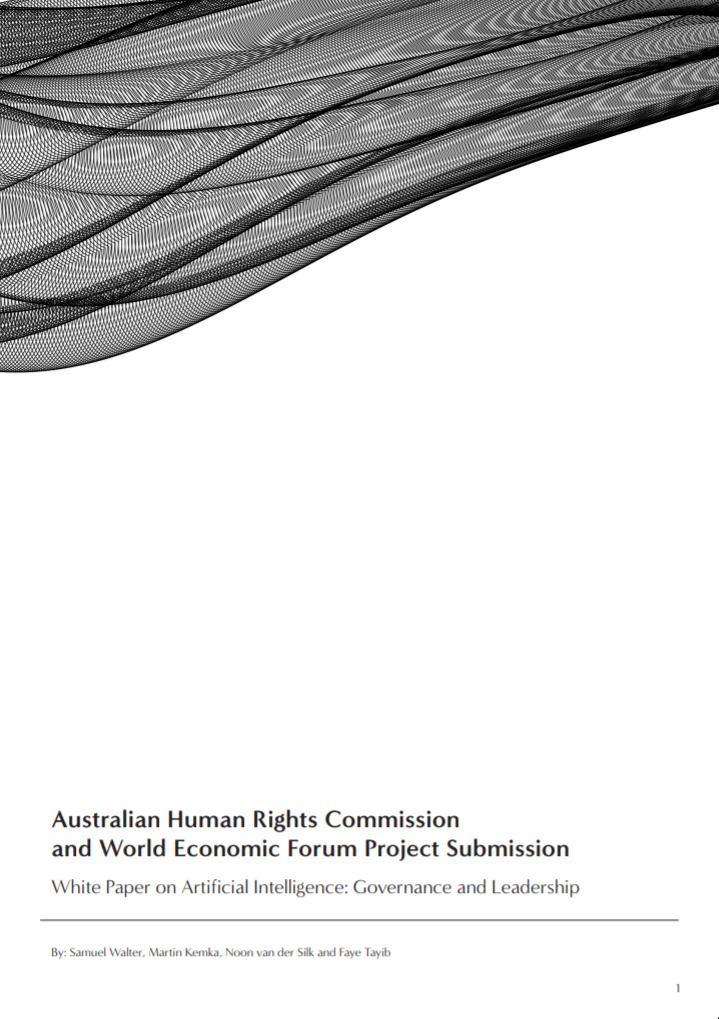 Australian Human Rights Commission
and World Economic Forum Project Submission
White Paper on Artificial Intelligence: Governance and Leadership
By: Samuel Walter, Martin Kemka, Noon van der Silk and Faye Tayib
1